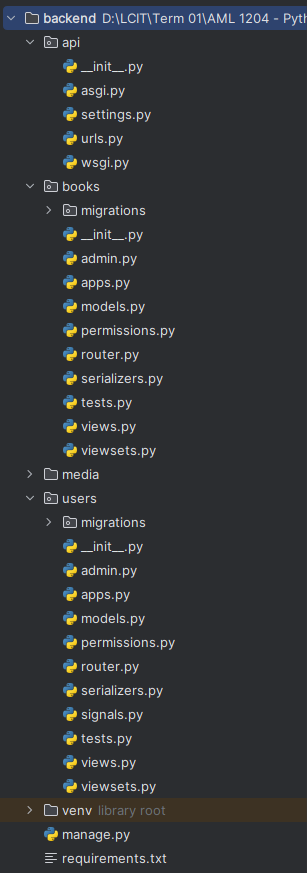 backend D:\LCIT\Term 01\AML 1204 - Pyth
api
__init__.py
asgi.py
settings.py
urls.py
wsgi.py
books
migrations
__init__.py
admin.py
apps.py
models.py
permissions.py
router.py
serializers.py
tests.py
views.py
viewsets.py
media
users
migrations
__init__.py
admin.py
apps.py
models.py
permissions.py
router.py
serializers.py
signals.py
tests.py
views.py
viewsets.py
venv library root
manage.py
requirements.txt